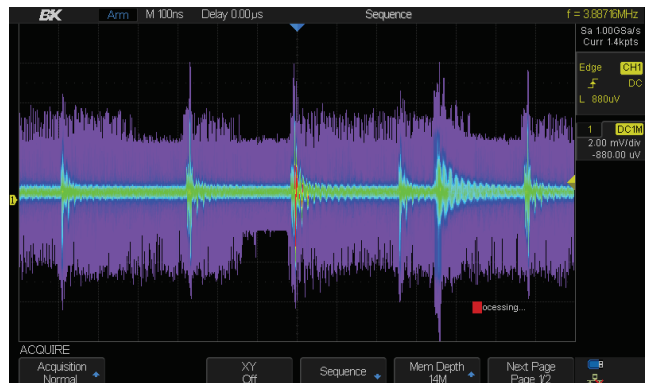 BK Arm M 100ns Delay 0.00µs Sequence f = 3.88716MHz
Sa 1.00GSa/s
Curr 1.4kpts
Edge CH1
DC
L 880uV
1 DC1M
2.00 mV/div
-880.00 uV
1
ocessing...
ACQUIRE
Acquisition
Normal
XY
Off
Sequence
Mem Depth
14M
Next Page
Page 1/2